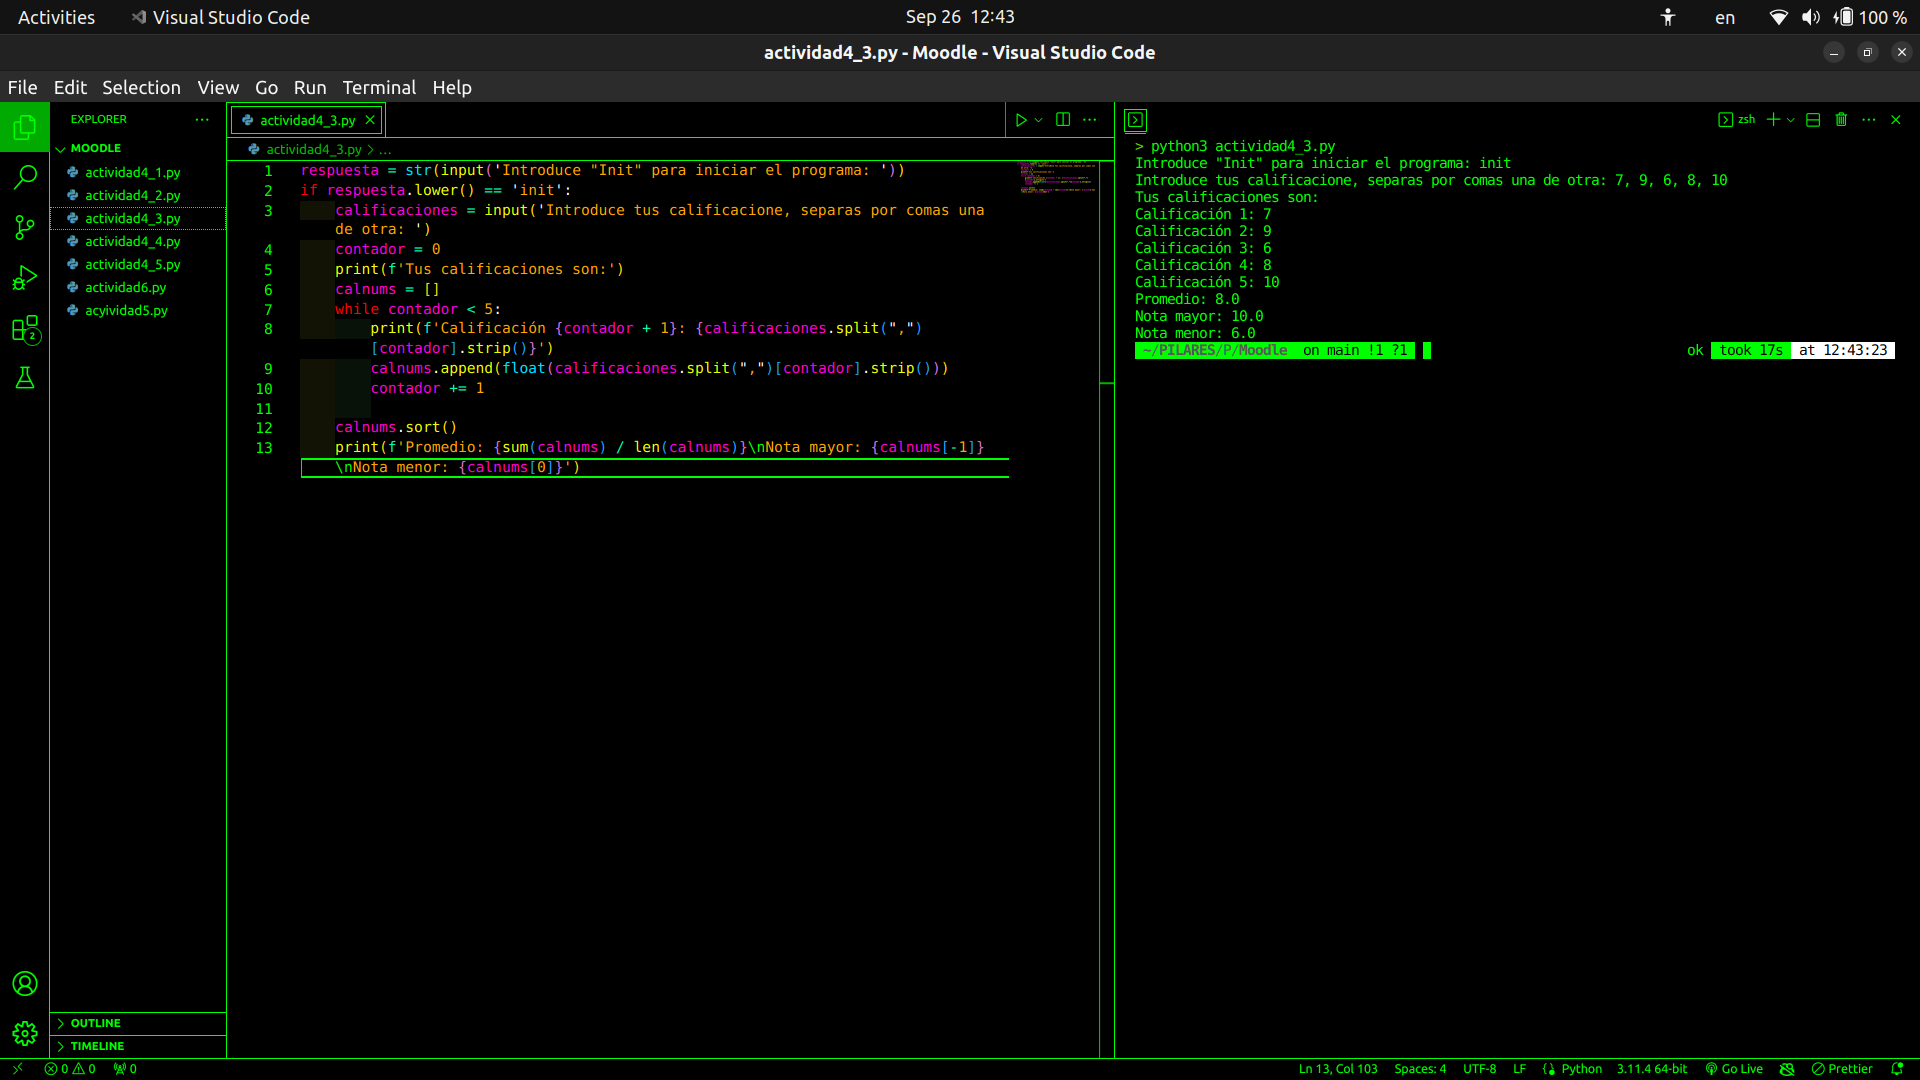 Activities
Visual Studio Code
Sep 26 12:43
en
100 %
actividad4_3.py - Moodle - Visual Studio Code
File Edit Selection View Go Run Terminal Help
EXPLORER
MOODLE
actividad4_1.py
actividad4_2.py
actividad4_3.py
actividad4_4.py
actividad4_5.py
actividad6.py
acyividad5.py
2
OUTLINE
TIMELINE
actividad4_3.py
actividad4_3.py > ...
1 respuesta = str(input('Introduce "Init" para iniciar el programa: '))
2 if respuesta.lower() == 'init':
3 calificaciones = input('Introduce tus calificacione, separas por comas una
de otra: ')
4 contador = 0
5 print(f'Tus calificaciones son:')
6 calnums = []
7 while contador < 5:
8 print(f'Calificación {contador + 1}: {calificaciones.split(",")
[contador].strip()}')
9 calnums.append(float(calificaciones.split(",")[contador].strip()))
10 contador += 1
11
12 calnums.sort()
13 print(f'Promedio: {sum(calnums) / len(calnums)}\nNota mayor: {calnums[-1]}
\nNota menor: {calnums[0]}')
zsh
> python3 actividad4_3.py
Introduce "Init" para iniciar el programa: init
Introduce tus calificacione, separas por comas una de otra: 7, 9, 6, 8, 10
Tus calificaciones son:
Calificación 1: 7
Calificación 2: 9
Calificación 3: 6
Calificación 4: 8
Calificación 5: 10
Promedio: 8.0
Nota mayor: 10.0
Nota menor: 6.0
~/PILARES/P/Moodle on main !1 ?1 ok took 17s at 12:43:23
0 0 0
Ln 13, Col 103 Spaces: 4 UTF-8 LF Python 3.11.4 64-bit Go Live Prettier